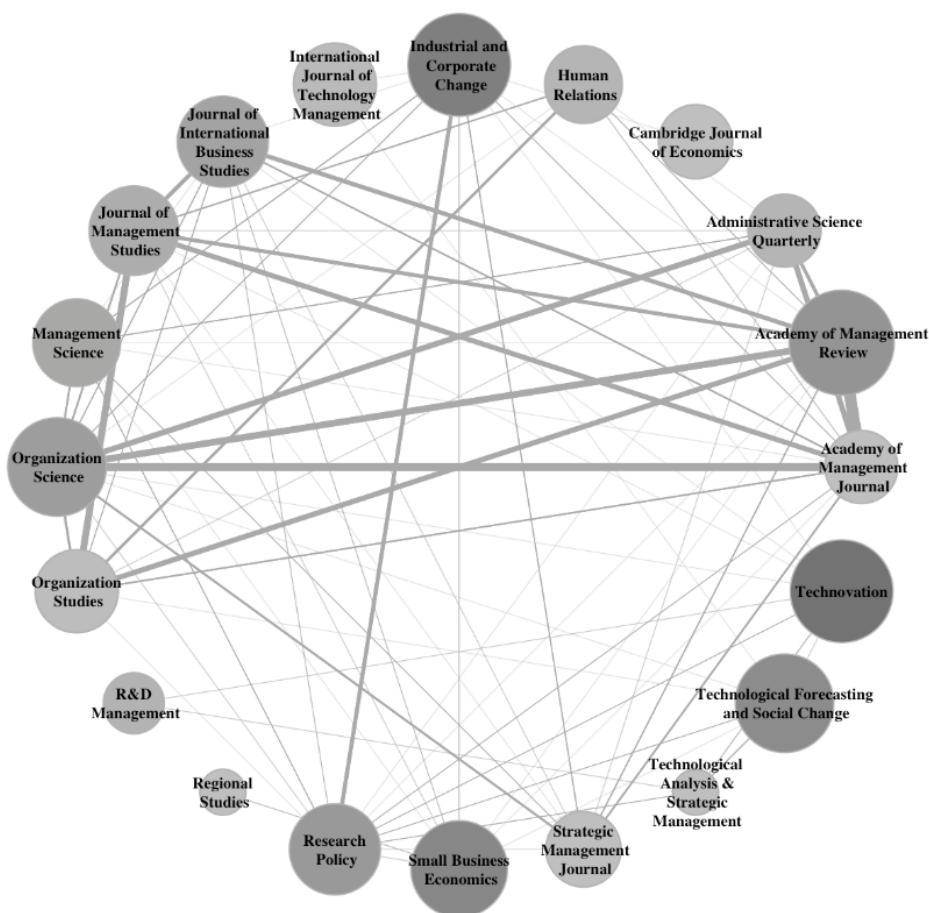 Industrial and
Corporate
Change
Human
Relations
Cambridge Journal
of Economics
Administrative Science
Quarterly
Academy of Management
Review
Academy of
Management
Journal
Technovation
Technological Forecasting
and Social Change
Technological
Analysis &
Strategic
Management
Strategic
Management
Journal
Small Business
Economics
Research
Policy
Regional
Studies
R&D
Management
Organization
Studies
Organization
Science
Management
Science
Journal of
Management
Studies
Journal of
International
Business
Studies
International
Journal of
Technology
Management